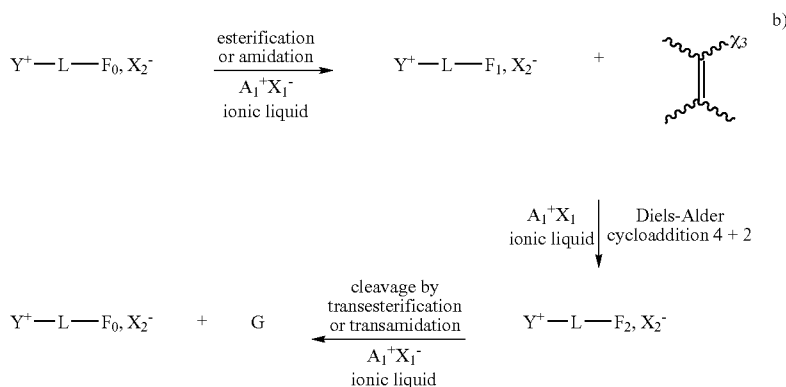 b)
esterification
or amidation
Y⁺—L—F₀, X₂⁻
A₁⁺X₁⁻
ionic liquid
Y⁺—L—F₁, X₂⁻
+
χ₃
A₁⁺X₁
ionic liquid
Diels-Alder
cycloaddition 4 + 2
cleavage by
transesterification
or transamidation
Y⁺—L—F₀, X₂⁻ + G
A₁⁺X₁⁻
ionic liquid
Y⁺—L—F₂, X₂⁻